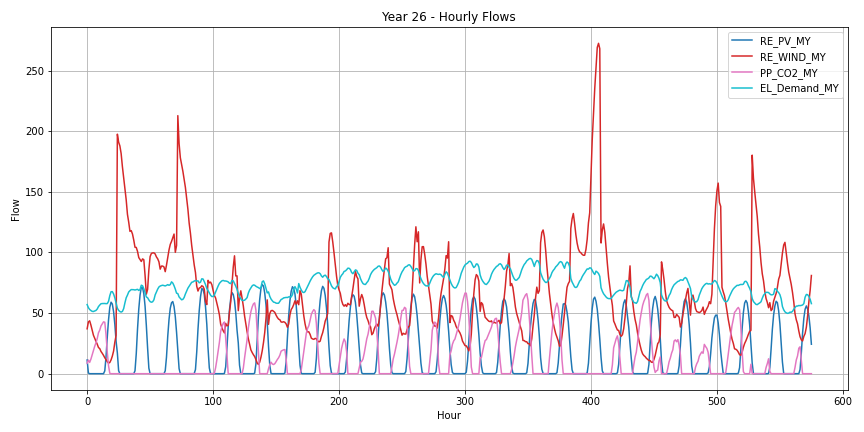 Year 26 - Hourly Flows
RE_PV_MY
RE_WIND_MY
PP_CO2_MY
EL_Demand_MY
Flow
250
200
150
100
50
0
0 100 200 300 400 500 600
Hour